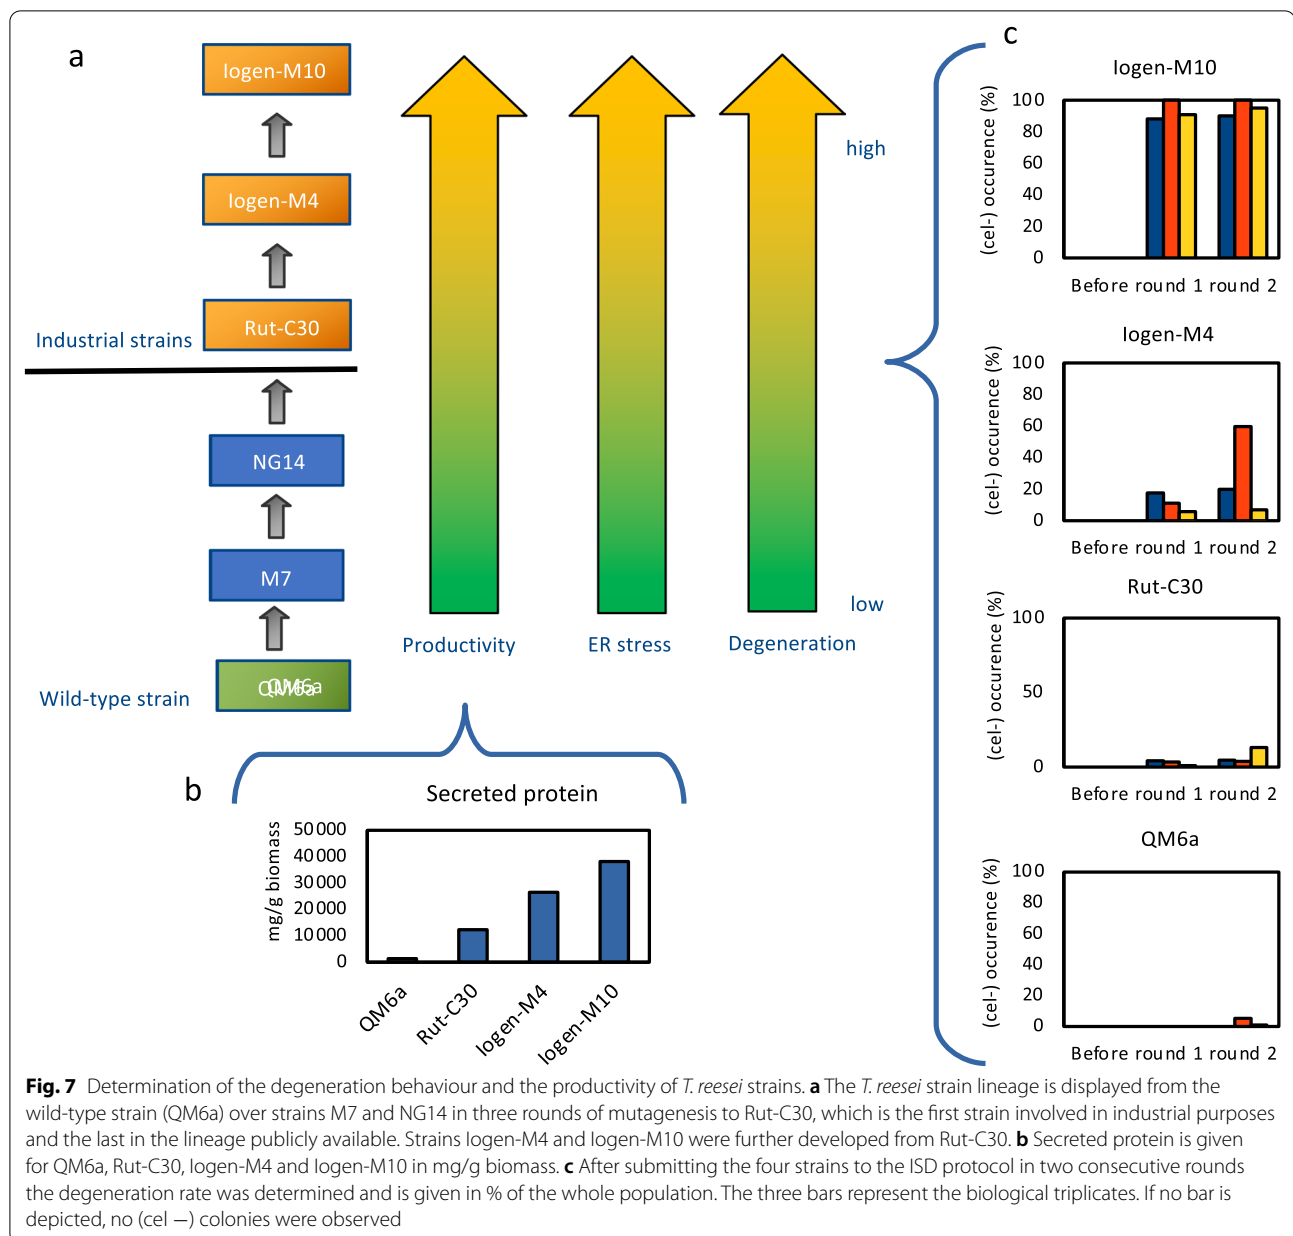 a
Iogen-M10
Iogen-M4
Rut-C30
Industrial strains
NG14
M7
QM6a
QM6a
Wild-type strain
high
low
Productivity
ER stress
Degeneration
b
Secreted protein
mg/g biomass
50 000
40 000
30 000
20 000
10 000
0
QM6a
Rut-C30
Iogen-M4
Iogen-M10
c
Iogen-M10
(cel-) occurence (%)
100
80
60
40
20
0
Before round 1 round 2
Iogen-M4
(cel-) occurence (%)
100
80
60
40
20
0
Before round 1 round 2
Rut-C30
(cel-) occurence (%)
100
50
0
Before round 1 round 2
QM6a
(cel-) occurence (%)
100
80
60
40
20
0
Before round 1 round 2
Fig. 7 Determination of the degeneration behaviour and the productivity of T. reesei strains. a The T. reesei strain lineage is displayed from the
wild-type strain (QM6a) over strains M7 and NG14 in three rounds of mutagenesis to Rut-C30, which is the first strain involved in industrial purposes
and the last in the lineage publicly available. Strains Iogen-M4 and Iogen-M10 were further developed from Rut-C30. b Secreted protein is given
for QM6a, Rut-C30, Iogen-M4 and Iogen-M10 in mg/g biomass. c After submitting the four strains to the ISD protocol in two consecutive rounds
the degeneration rate was determined and is given in % of the whole population. The three bars represent the biological triplicates. If no bar is
depicted, no (cel −) colonies were observed